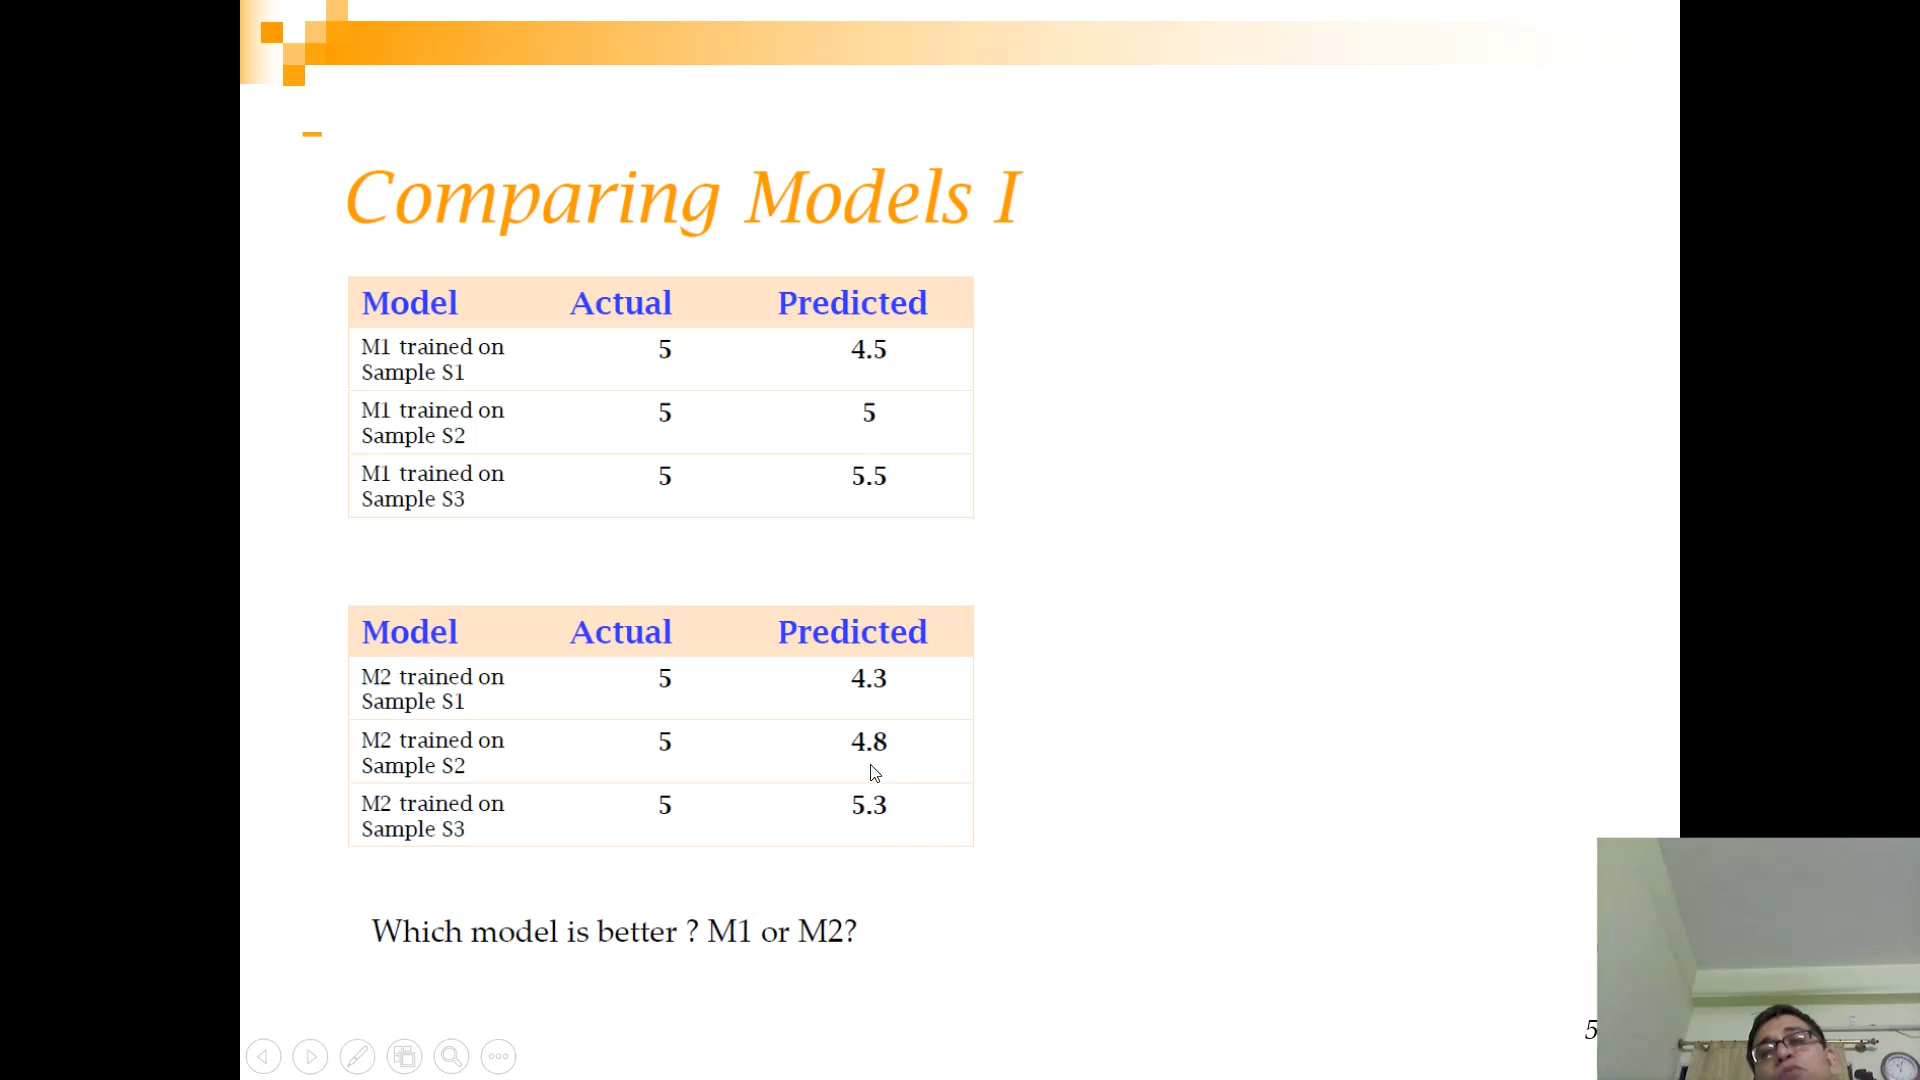 Comparing Models I
Model Actual Predicted
M1 trained on
Sample S1 5 4.5
M1 trained on
Sample S2 5 5
M1 trained on
Sample S3 5 5.5
Model Actual Predicted
M2 trained on
Sample S1 5 4.3
M2 trained on
Sample S2 5 4.8
M2 trained on
Sample S3 5 5.3
Which model is better ? M1 or M2?
5